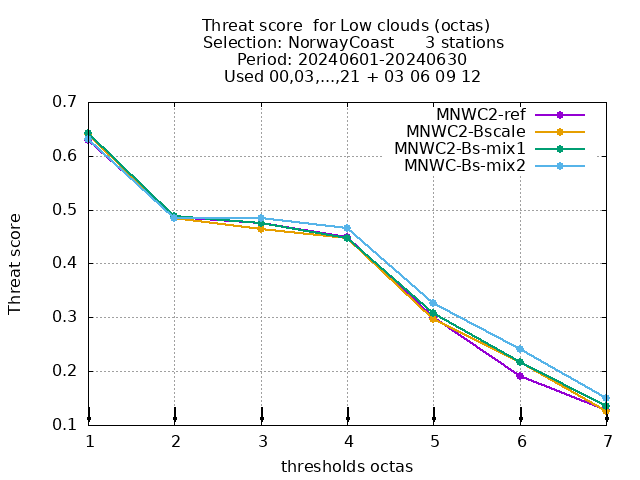 Threat score  for Low clouds (octas)
Selection: NorwayCoast      3 stations
Period: 20240601-20240630
Used 00,03,...,21 + 03 06 09 12
0.7
0.6
0.5
0.4
0.3
0.2
0.1
Threat score
MNWC2-ref
MNWC2-Bscale
MNWC2-Bs-mix1
MNWC-Bs-mix2
1 2 3 4 5 6 7
thresholds octas